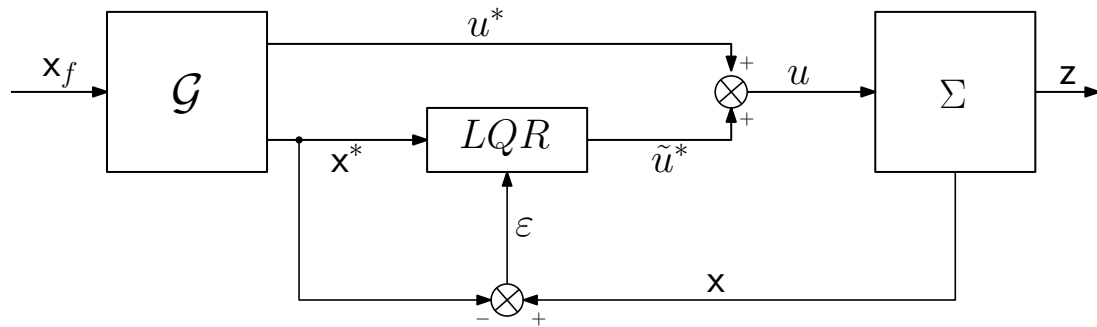 u*
x_f
𝒢
+
+
u
Σ
z
LQR
x*
ũ*
ε
x
−
+